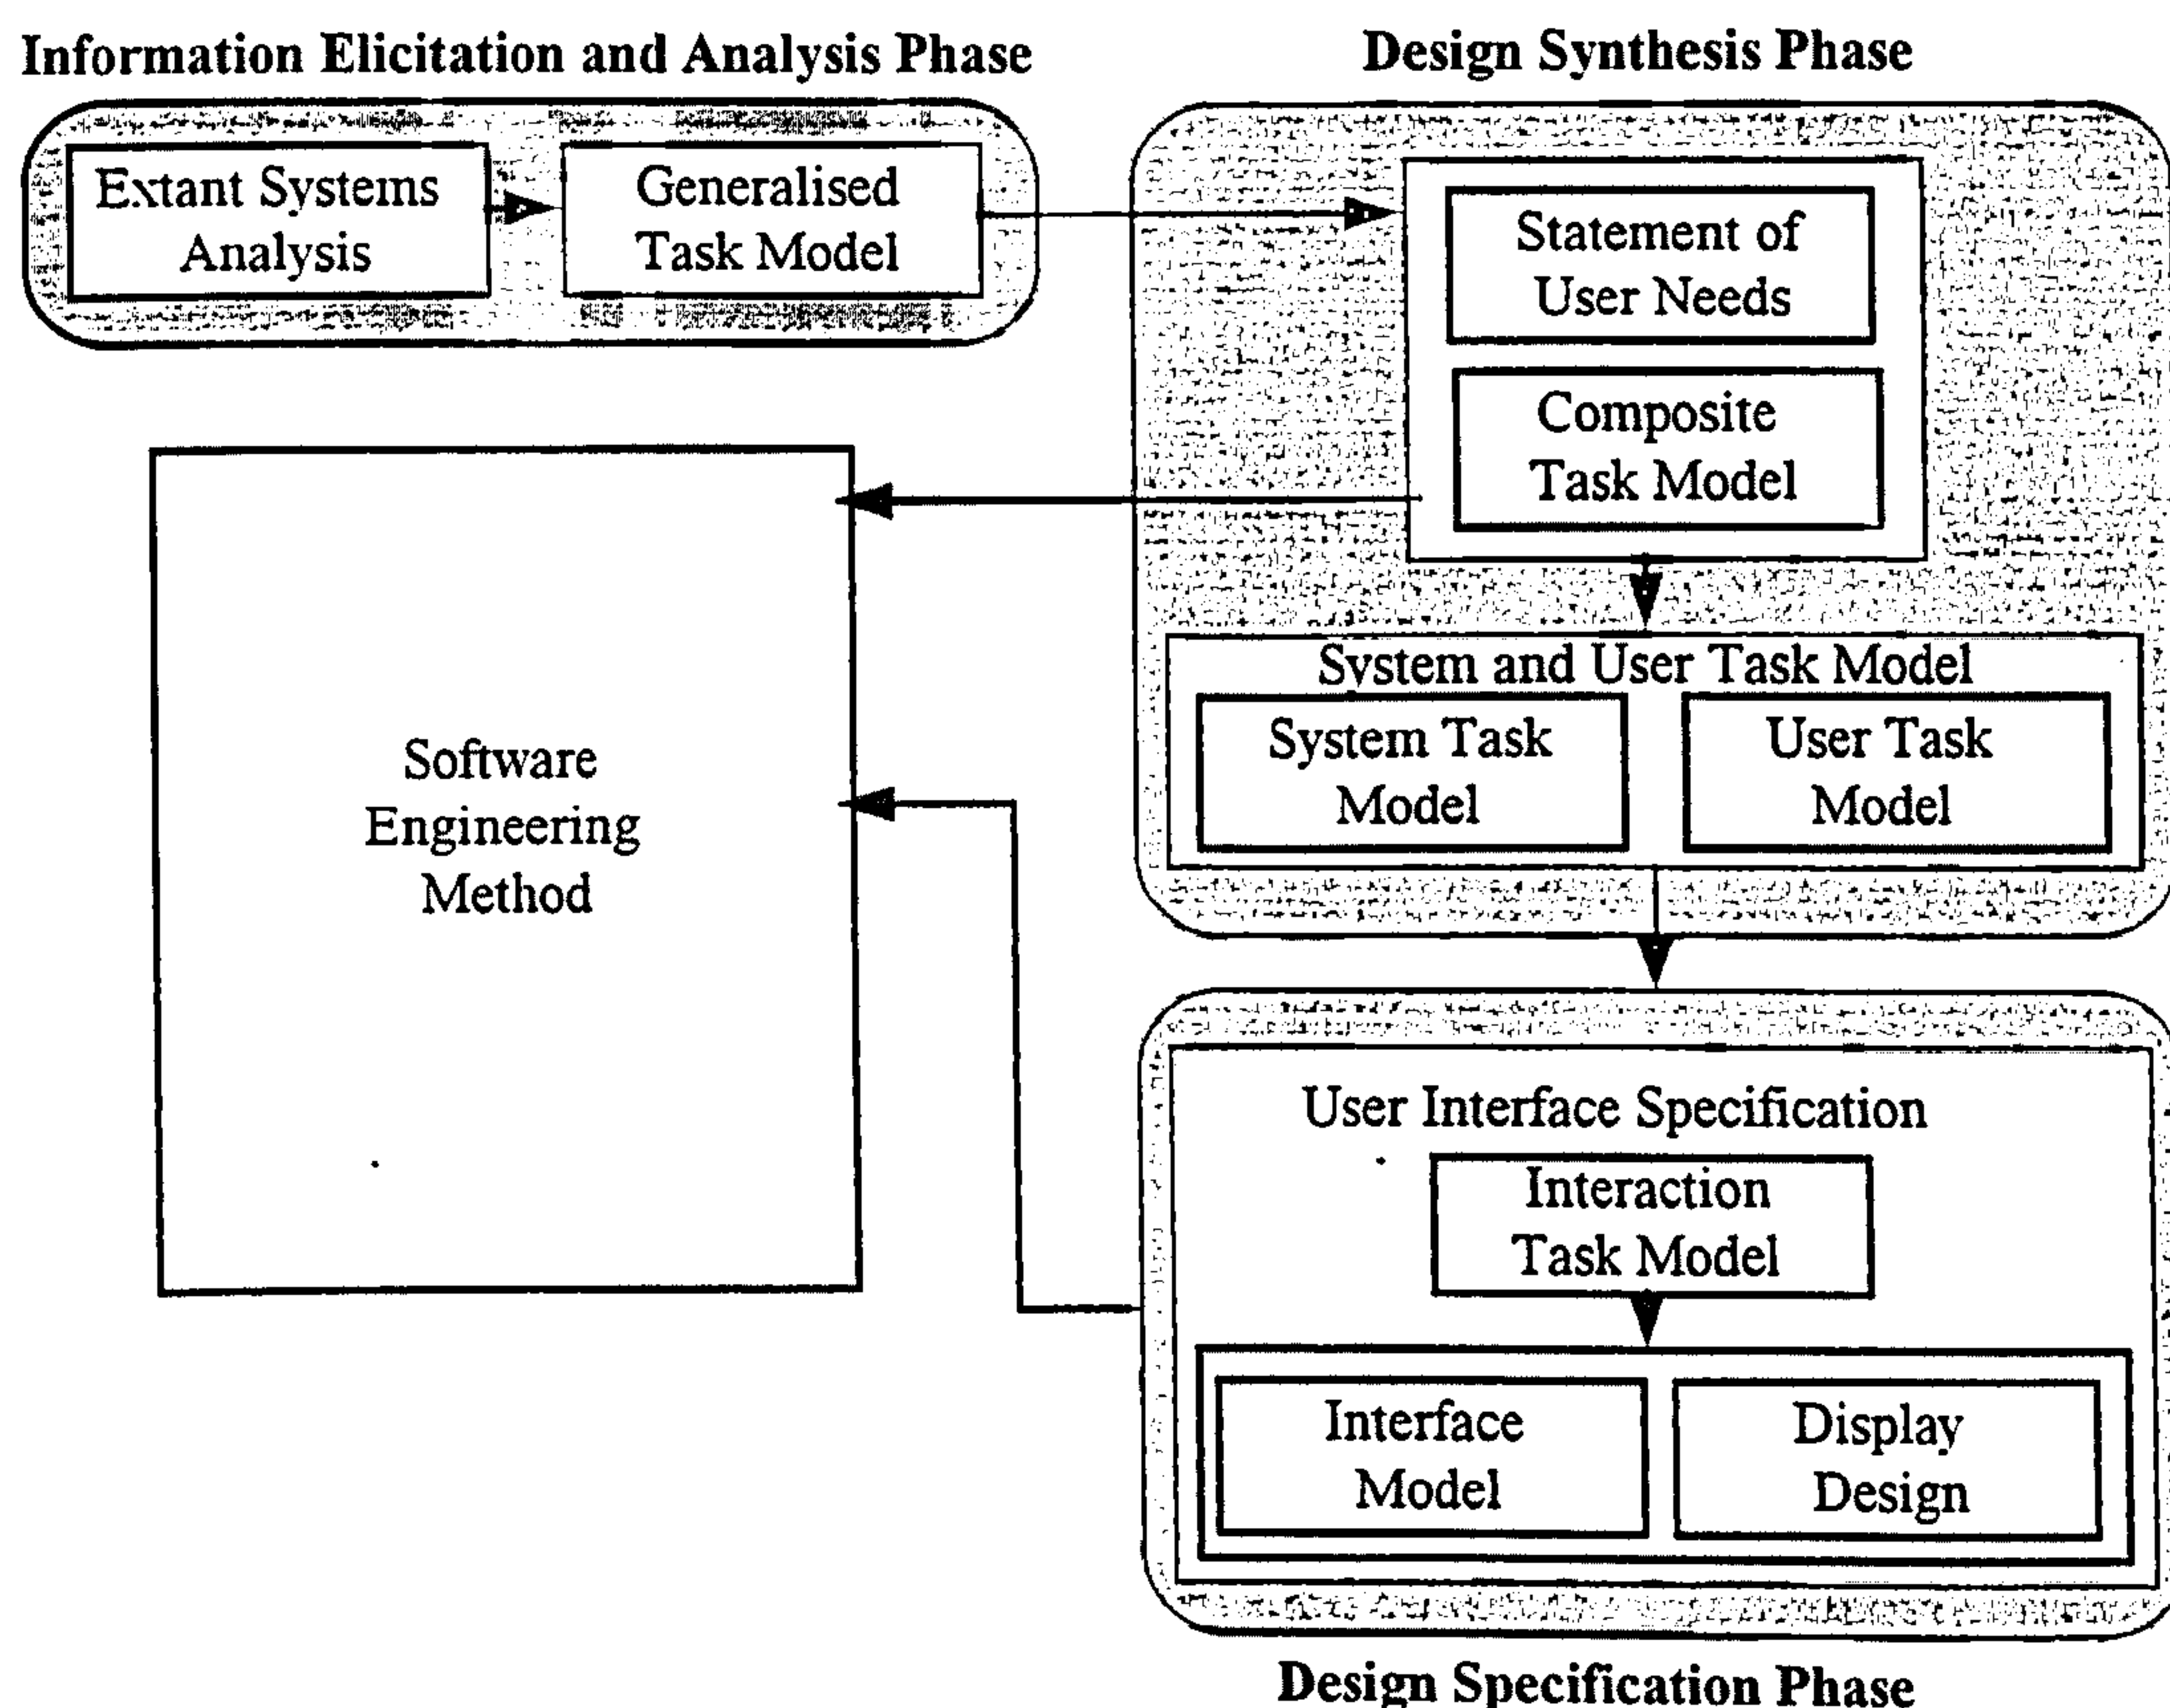 Information Elicitation and Analysis Phase
Extant Systems
Analysis
Generalised
Task Model
Design Synthesis Phase
Statement of
User Needs
Composite
Task Model
System and User Task Model
System Task
Model
User Task
Model
Software
Engineering
Method
User Interface Specification
Interaction
Task Model
Interface
Model
Display
Design
Design Specification Phase